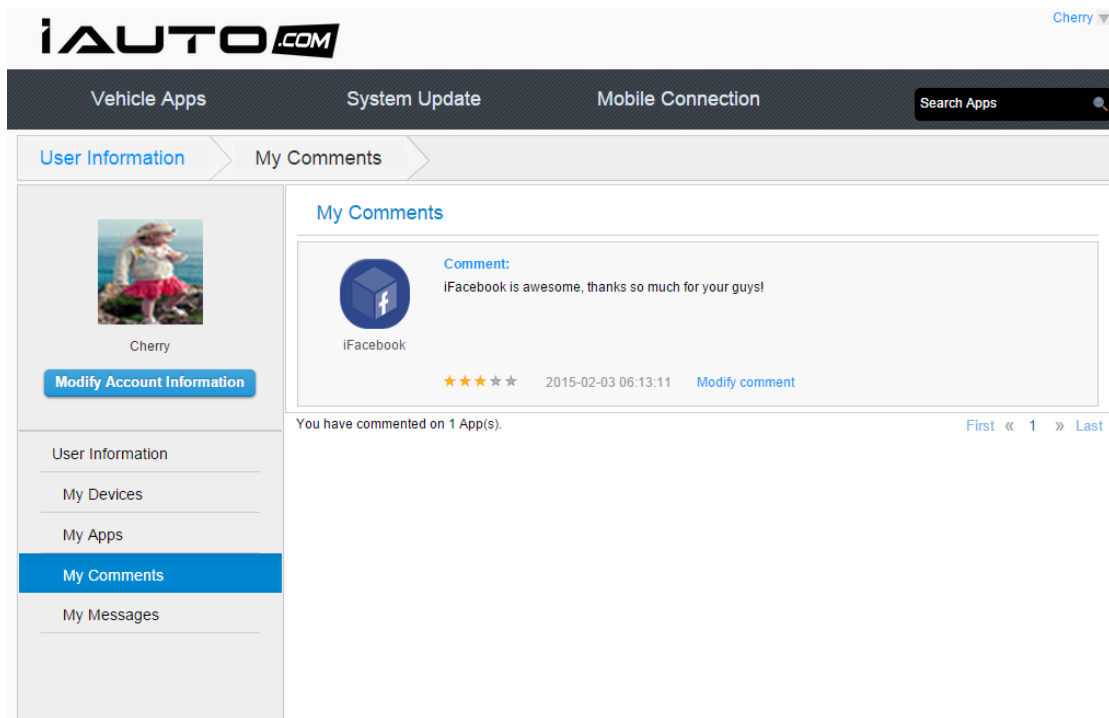 iAUTO.COM
Cherry
Vehicle Apps
System Update
Mobile Connection
Search Apps
User Information
My Comments
My Comments
Comment:
iFacebook is awesome, thanks so much for your guys!
iFacebook
2015-02-03 06:13:11 Modify comment
You have commented on 1 App(s).
First « 1 » Last
Cherry
Modify Account Information
User Information
My Devices
My Apps
My Comments
My Messages